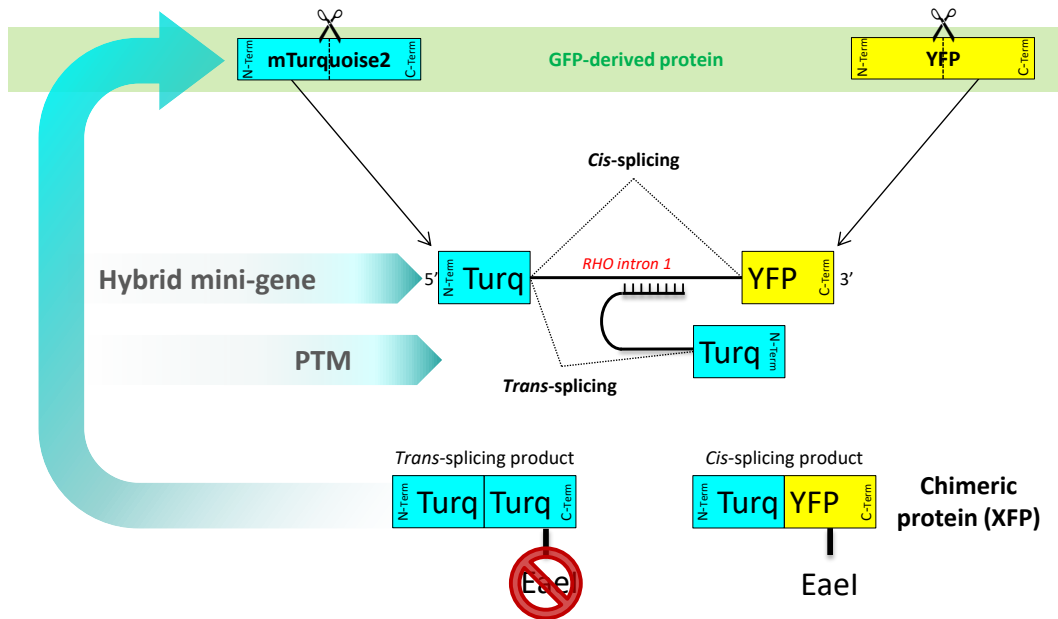 N-Term
mTurquoise2
C-Term
GFP-derived protein
N-Term
YFP
C-Term
Cis-splicing
Hybrid mini-gene
5’
N-Term
Turq
RHO intron 1
YFP
C-Term
3’
PTM
Turq
N-Term
Trans-splicing
Trans-splicing product
N-Term
Turq
Turq
C-Term
EaeI
Cis-splicing product
N-Term
Turq
YFP
C-Term
EaeI
Chimeric
protein (XFP)